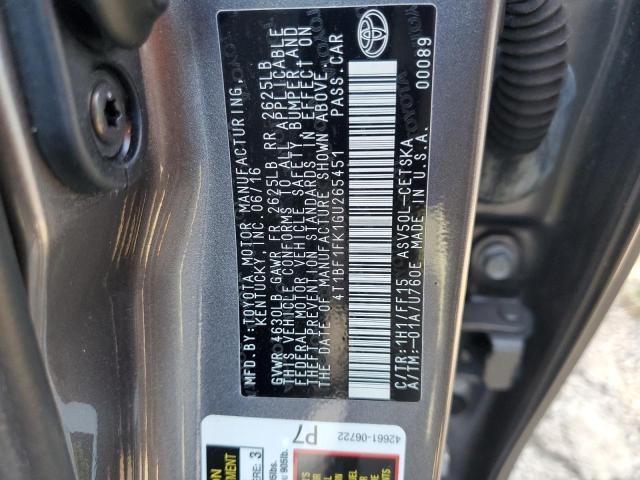 MFD.BY:TOYOTA MOTOR MANUFACTURING,
KENTUCKY, INC. 06/16
GVWR 4630LB GAWR FR 2625LB RR 2625LB
THIS VEHICLE CONFORMS TO ALL APPLICABLE
FEDERAL MOTOR VEHICLE SAFETY BUMPER AND
THEFT PREVENTION STANDARDS IN EFFECT ON
THE DATE OF MANUFACTURE SHOWN ABOVE.
4T1BF1FK1GU265451 PASS.CAR
C/TR:1H1/FF15 ASV50L-CETSKA
A/TM:-01A/U760E MADE IN U.S.A.
00089
TOYOTA
P7
42661-06722